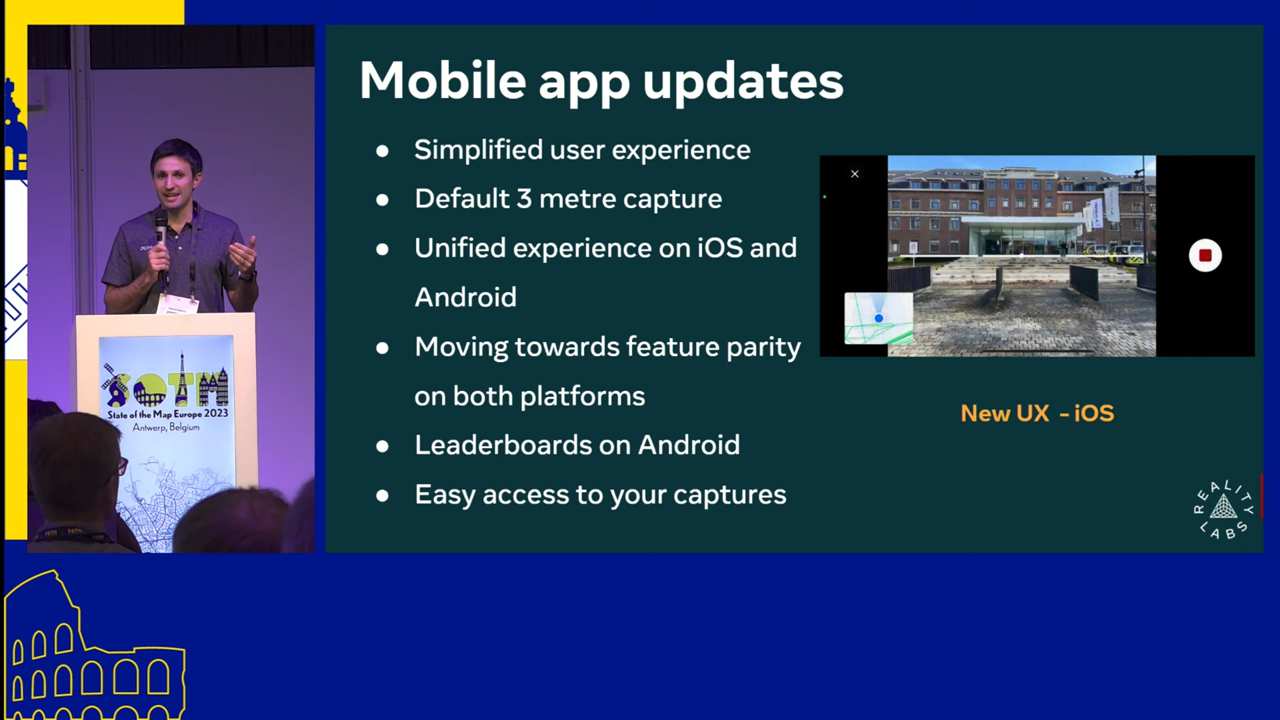 Mobile app updates
● Simplified user experience
● Default 3 metre capture
● Unified experience on iOS and
Android
● Moving towards feature parity
on both platforms
● Leaderboards on Android
● Easy access to your captures
New UX - iOS
REALITY LABS
SOTM
State of the Map Europe 2023
Antwerp, Belgium